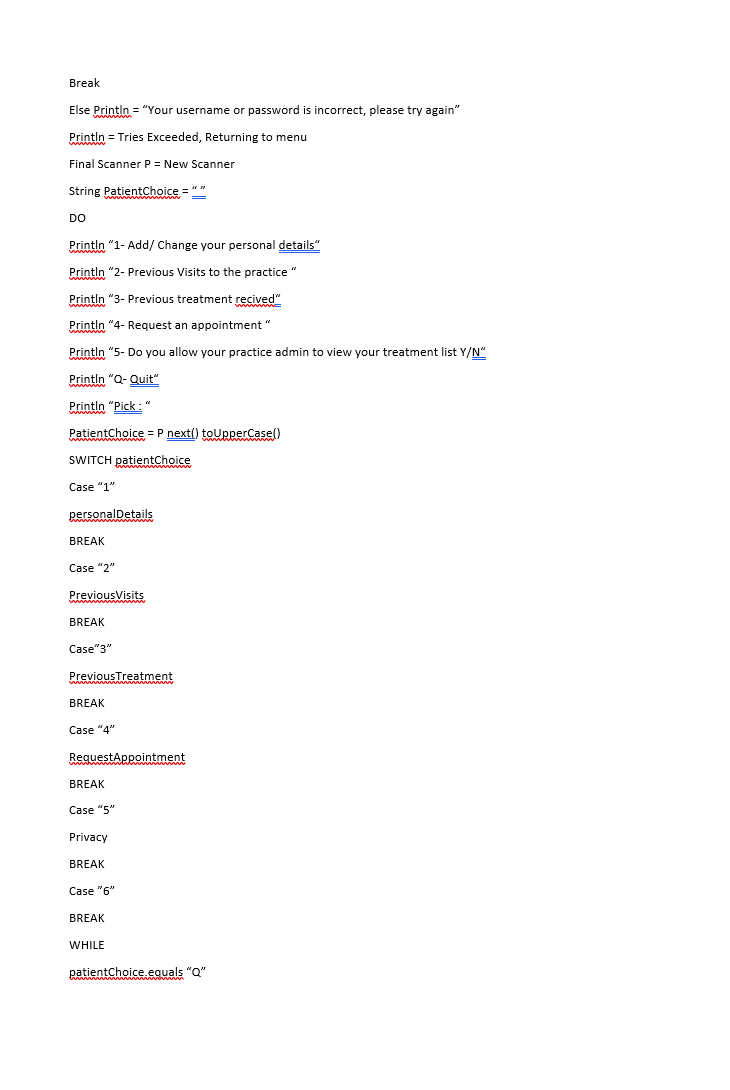 Break
Else Println = “Your username or password is incorrect, please try again”
Println = Tries Exceeded, Returning to menu
Final Scanner P = New Scanner
String PatientChoice = “ ”
DO
Println “1- Add/ Change your personal details“
Println “2- Previous Visits to the practice “
Println “3- Previous treatment recived“
Println “4- Request an appointment “
Println “5- Do you allow your practice admin to view your treatment list Y/N“
Println “Q- Quit“
Println “Pick : “
PatientChoice = P next() toUpperCase()
SWITCH patientChoice
Case “1”
personalDetails
BREAK
Case “2”
PreviousVisits
BREAK
Case”3”
PreviousTreatment
BREAK
Case “4”
RequestAppointment
BREAK
Case “5”
Privacy
BREAK
Case ”6”
BREAK
WHILE
patientChoice.equals “Q”